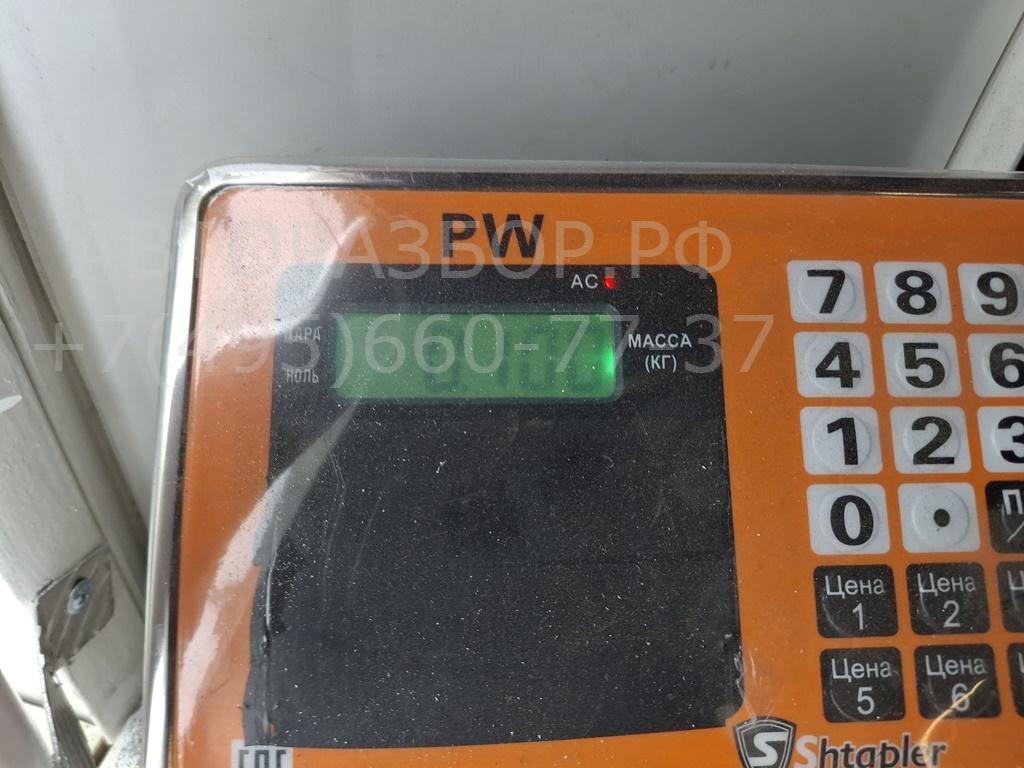 PW
АВТОРАЗБОР.РФ
AC
7 8 9
ТАРА
+7(495)660-77-37
МАССА
(КГ)
НОЛЬ
4 5 6
1 2 3
0 .
Цена
1
Цена
2
Цена
5
Цена
6
Shtapler